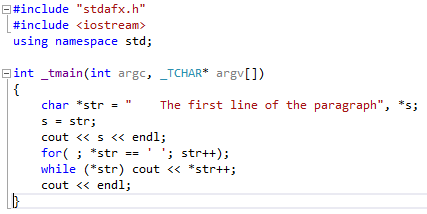 #include "stdafx.h"
#include <iostream>
using namespace std;
int _tmain(int argc, _TCHAR* argv[])
{
    char *str = "    The first line of the paragraph", *s;
    s = str;
    cout << s << endl;
    for( ; *str == ' '; str++);
    while (*str) cout << *str++;
    cout << endl;
}